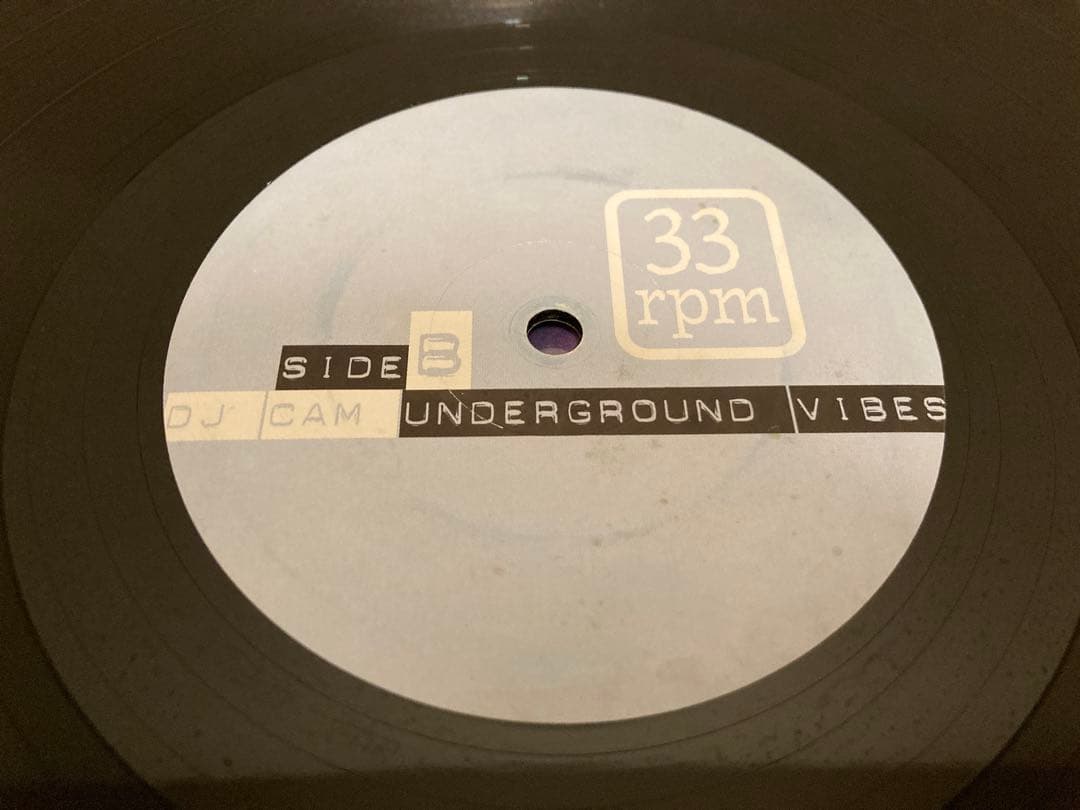 33
rpm
SIDE B
DJ CAM UNDERGROUND VIBES